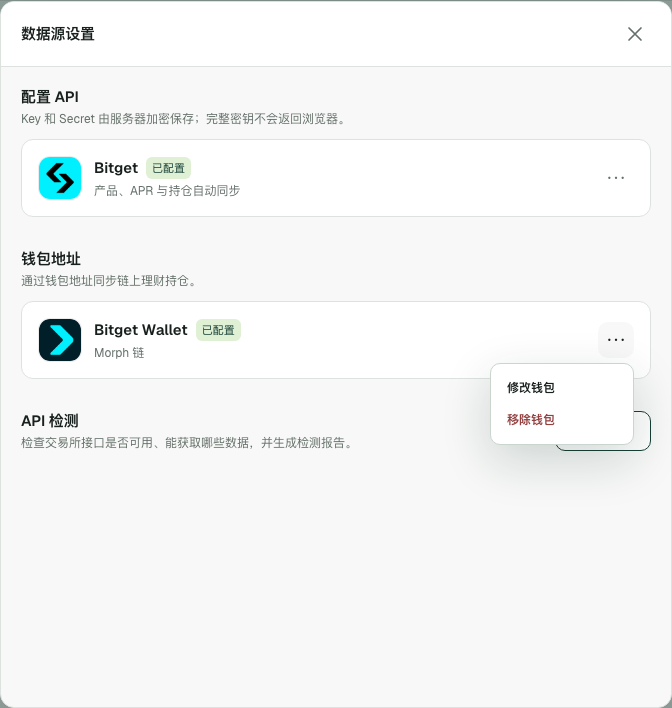 数据源设置
配置 API
Key 和 Secret 由服务器加密保存；完整密钥不会返回浏览器。
Bitget 已配置
产品、APR 与持仓自动同步
钱包地址
通过钱包地址同步链上理财持仓。
Bitget Wallet 已配置
Morph 链
修改钱包
移除钱包
API 检测
检查交易所接口是否可用、能获取哪些数据，并生成检测报告。